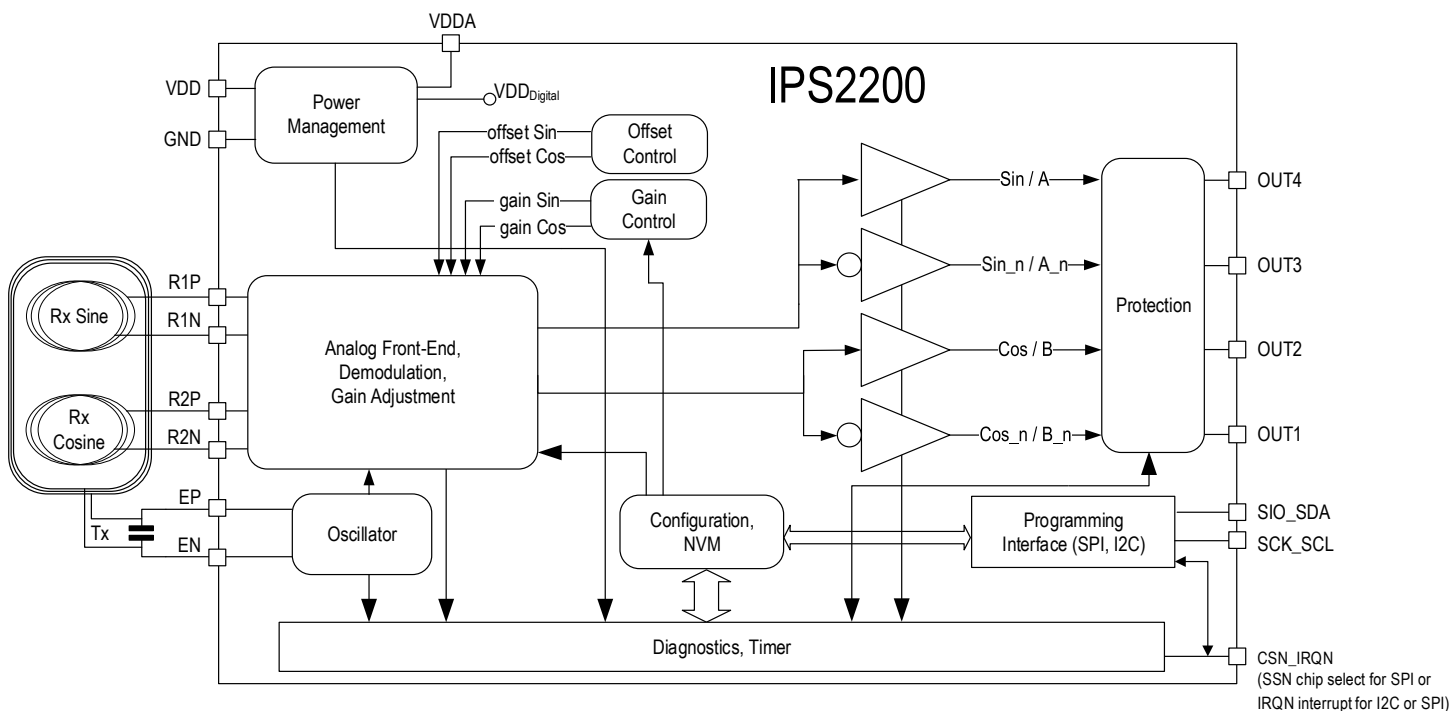 VDDA
IPS2200
VDD
GND
Power
Management
VDDDigital
offset Sin
offset Cos
Offset
Control
gain Sin
gain Cos
Gain
Control
Sin / A
OUT4
Sin_n / A_n
OUT3
Protection
Cos / B
OUT2
Cos_n / B_n
OUT1
R1P
Rx Sine
R1N
Analog Front-End,
Demodulation,
Gain Adjustment
R2P
Rx
Cosine
R2N
EP
Tx
EN
Oscillator
Configuration,
NVM
Programming
Interface (SPI, I2C)
SIO_SDA
SCK_SCL
Diagnostics, Timer
CSN_IRQN
(SSN chip select for SPI or
IRQN interrupt for I2C or SPI)